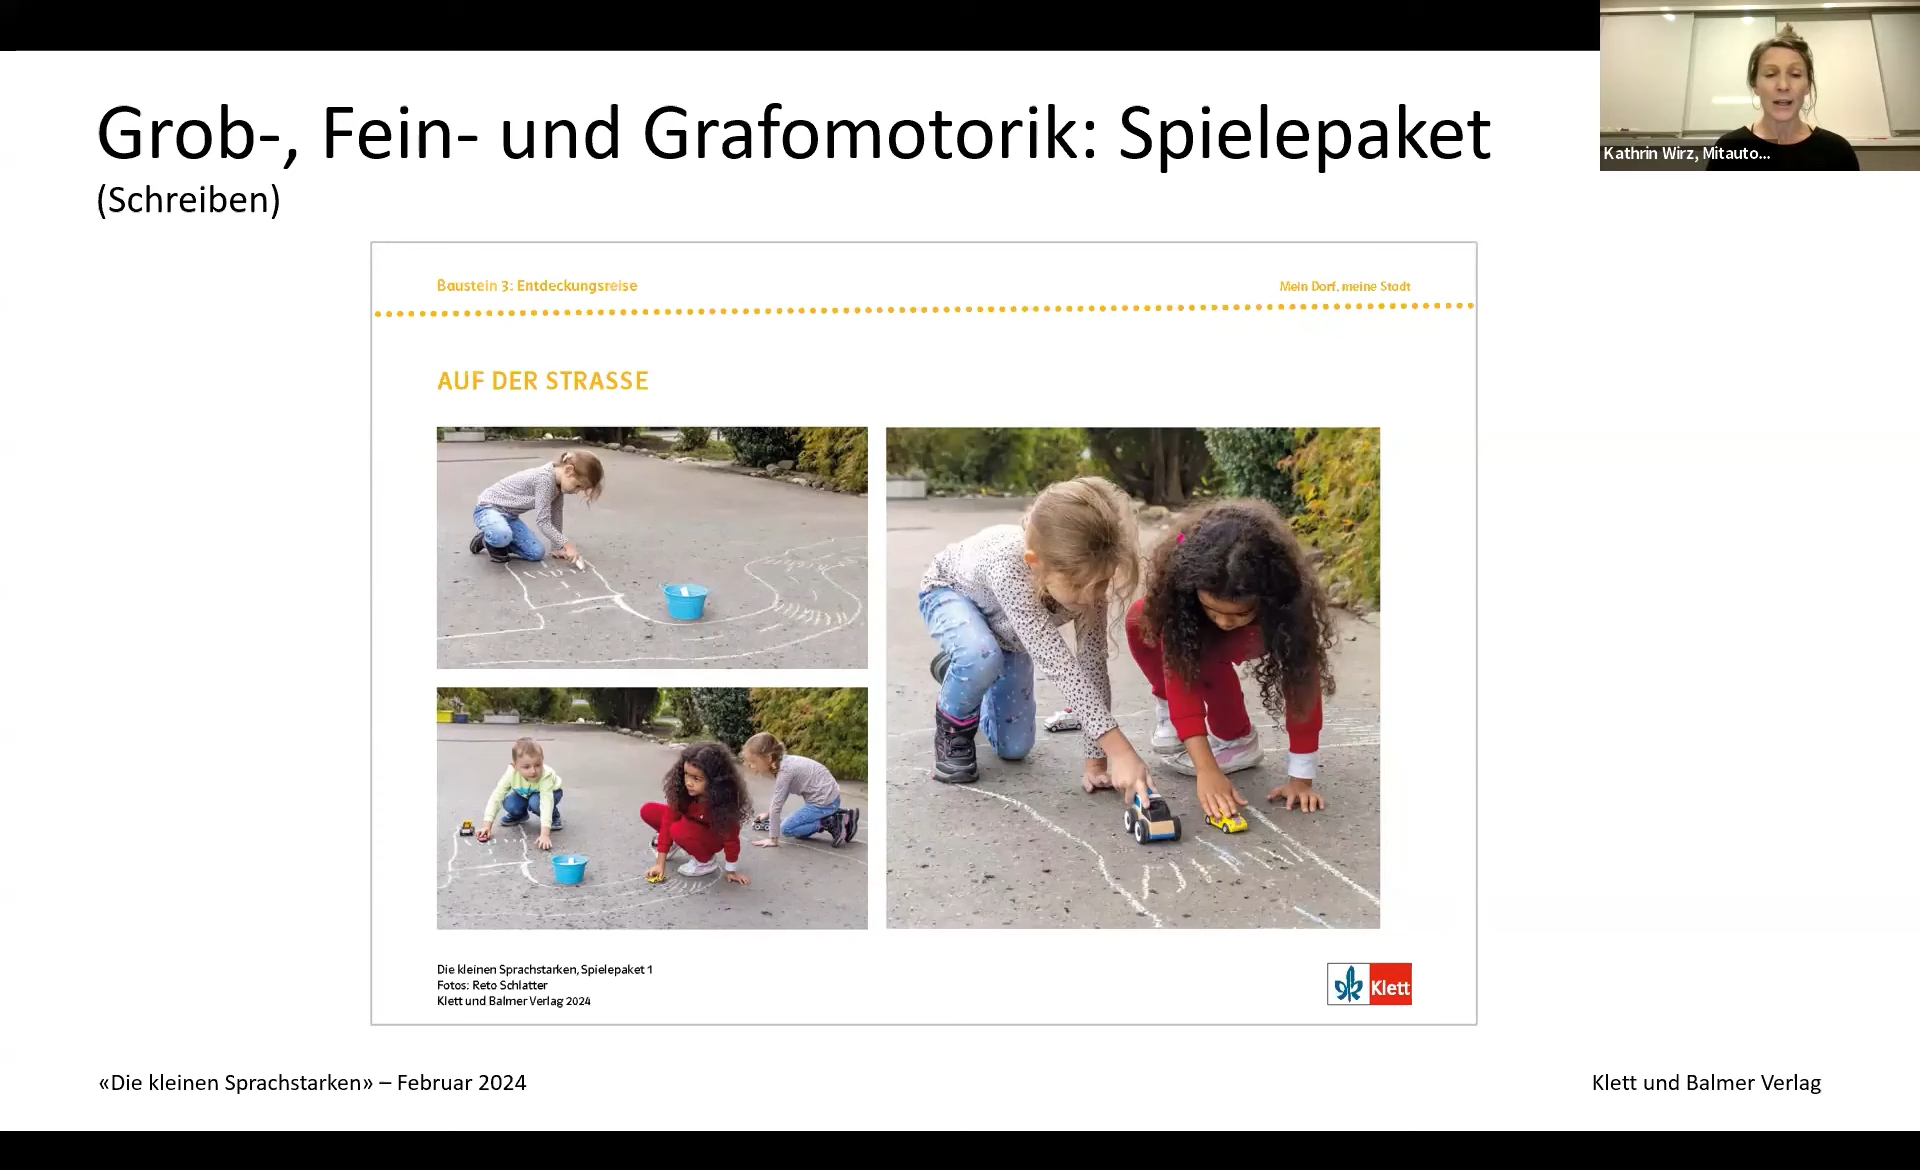 Grob-, Fein- und Grafomotorik: Spielepaket
(Schreiben)
Kathrin Wirz, Mitauto...
Baustein 3: Entdeckungsreise
Mein Dorf, meine Stadt
AUF DER STRASSE
Die kleinen Sprachstarken, Spielepaket 1
Fotos: Reto Schlatter
Klett und Balmer Verlag 2024
Klett
«Die kleinen Sprachstarken» – Februar 2024
Klett und Balmer Verlag